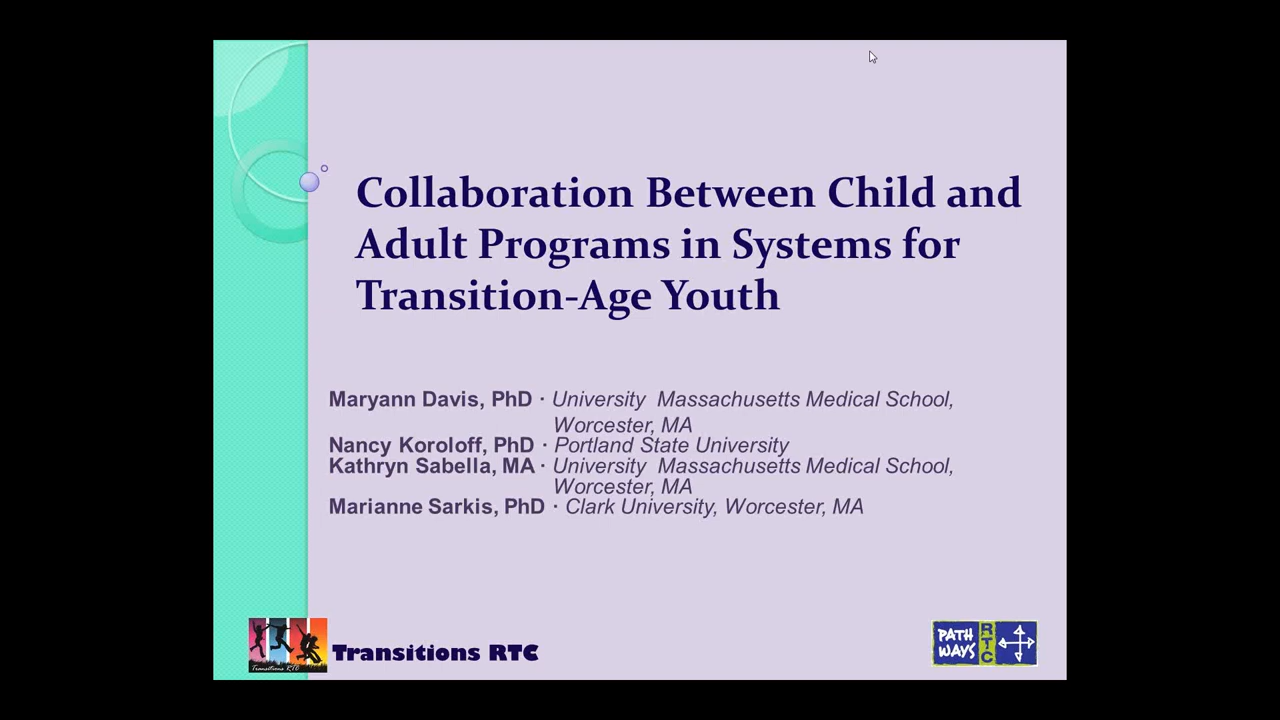 Collaboration Between Child and
Adult Programs in Systems for
Transition-Age Youth
Maryann Davis, PhD · University  Massachusetts Medical School,
Worcester, MA
Nancy Koroloff, PhD · Portland State University
Kathryn Sabella, MA · University  Massachusetts Medical School,
Worcester, MA
Marianne Sarkis, PhD · Clark University, Worcester, MA
Transitions RTC
Transitions RTC
PATH
WAYS
RTC